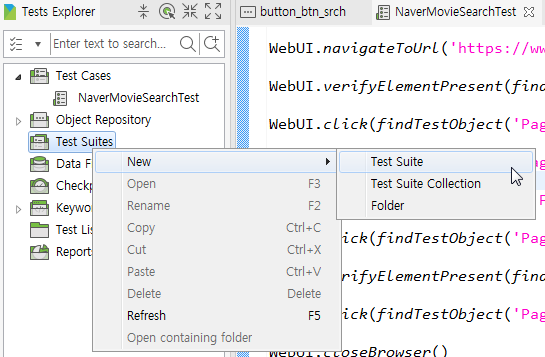 Tests Explorer
button_btn_srch
NaverMovieSearchTest
Enter text to search...
Test Cases
NaverMovieSearchTest
Object Repository
Test Suites
Data F
Checkp
Keywo
Test Lis
Report
New
Open F3
Rename F2
Copy Ctrl+C
Cut Ctrl+X
Paste Ctrl+V
Delete Delete
Refresh F5
Open containing folder
Test Suite
Test Suite Collection
Folder
WebUI.navigateToUrl('https://ww
WebUI.verifyElementPresent(find
WebUI.click(findTestObject('Pag
ick(findTestObject('Pag
erifyElementPresent(find
ick(findTestObject('Pag
WebUI.closeBrowser()